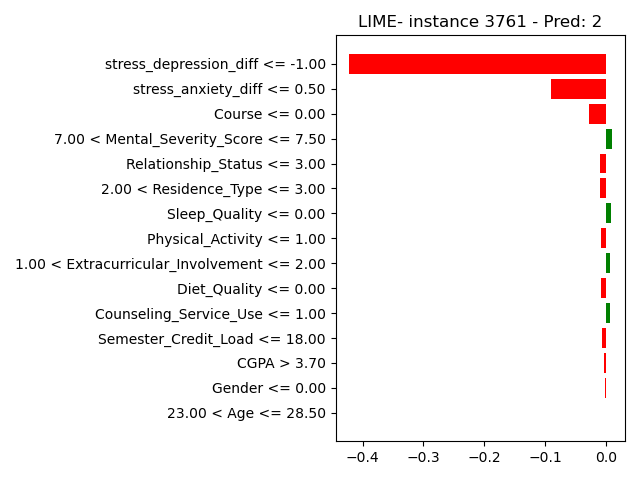 LIME- instance 3761 - Pred: 2
stress_depression_diff <= -1.00
stress_anxiety_diff <= 0.50
Course <= 0.00
7.00 < Mental_Severity_Score <= 7.50
Relationship_Status <= 3.00
2.00 < Residence_Type <= 3.00
Sleep_Quality <= 0.00
Physical_Activity <= 1.00
1.00 < Extracurricular_Involvement <= 2.00
Diet_Quality <= 0.00
Counseling_Service_Use <= 1.00
Semester_Credit_Load <= 18.00
CGPA > 3.70
Gender <= 0.00
23.00 < Age <= 28.50
−0.4 −0.3 −0.2 −0.1 0.0